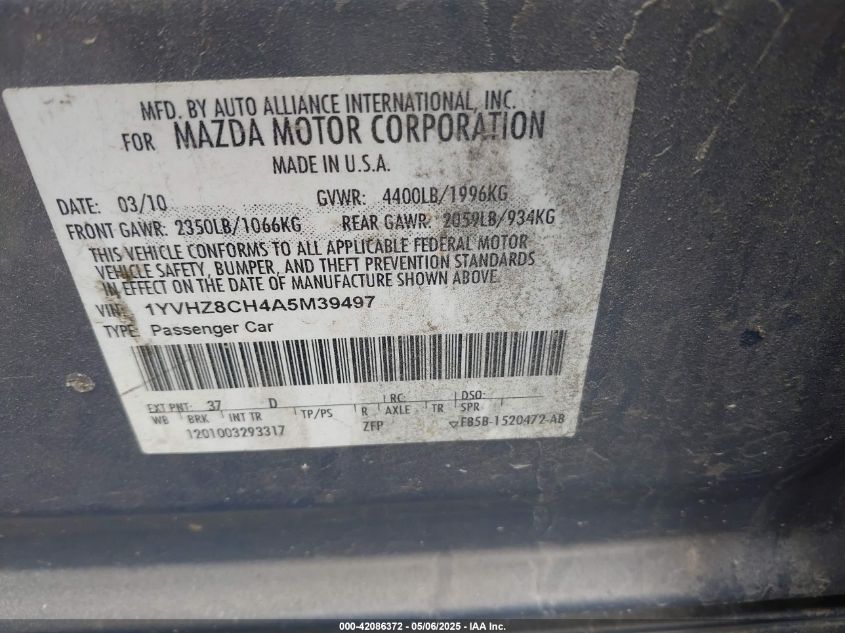 MFD. BY AUTO ALLIANCE INTERNATIONAL, INC.
FOR MAZDA MOTOR CORPORATION
MADE IN U.S.A.
DATE: 03/10 GVWR: 4400LB/1996KG
FRONT GAWR: 2350LB/1066KG REAR GAWR: 2059LB/934KG
THIS VEHICLE CONFORMS TO ALL APPLICABLE FEDERAL MOTOR
VEHICLE SAFETY, BUMPER, AND THEFT PREVENTION STANDARDS
IN EFFECT ON THE DATE OF MANUFACTURE SHOWN ABOVE.
VIN: 1YVHZ8CH4A5M39497
TYPE: Passenger Car
EXT PNT: 37 D RC: DSO:
WB BRK INT TR TP/PS R AXLE TR SPR
1201003293317 ZFP F85B-1520472-AB
000-42086372 - 05/06/2025 - IAA Inc.